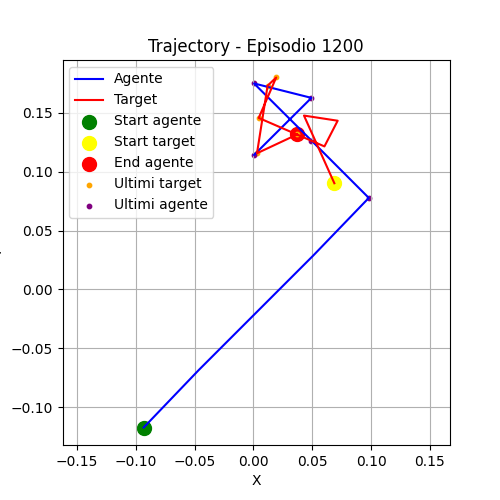 Trajectory - Episodio 1200
Agente
Target
Start agente
Start target
End agente
Ultimi target
Ultimi agente
0.15
0.10
0.05
0.00
−0.05
−0.10
−0.15
−0.10
−0.05
0.00
0.05
0.10
0.15
X